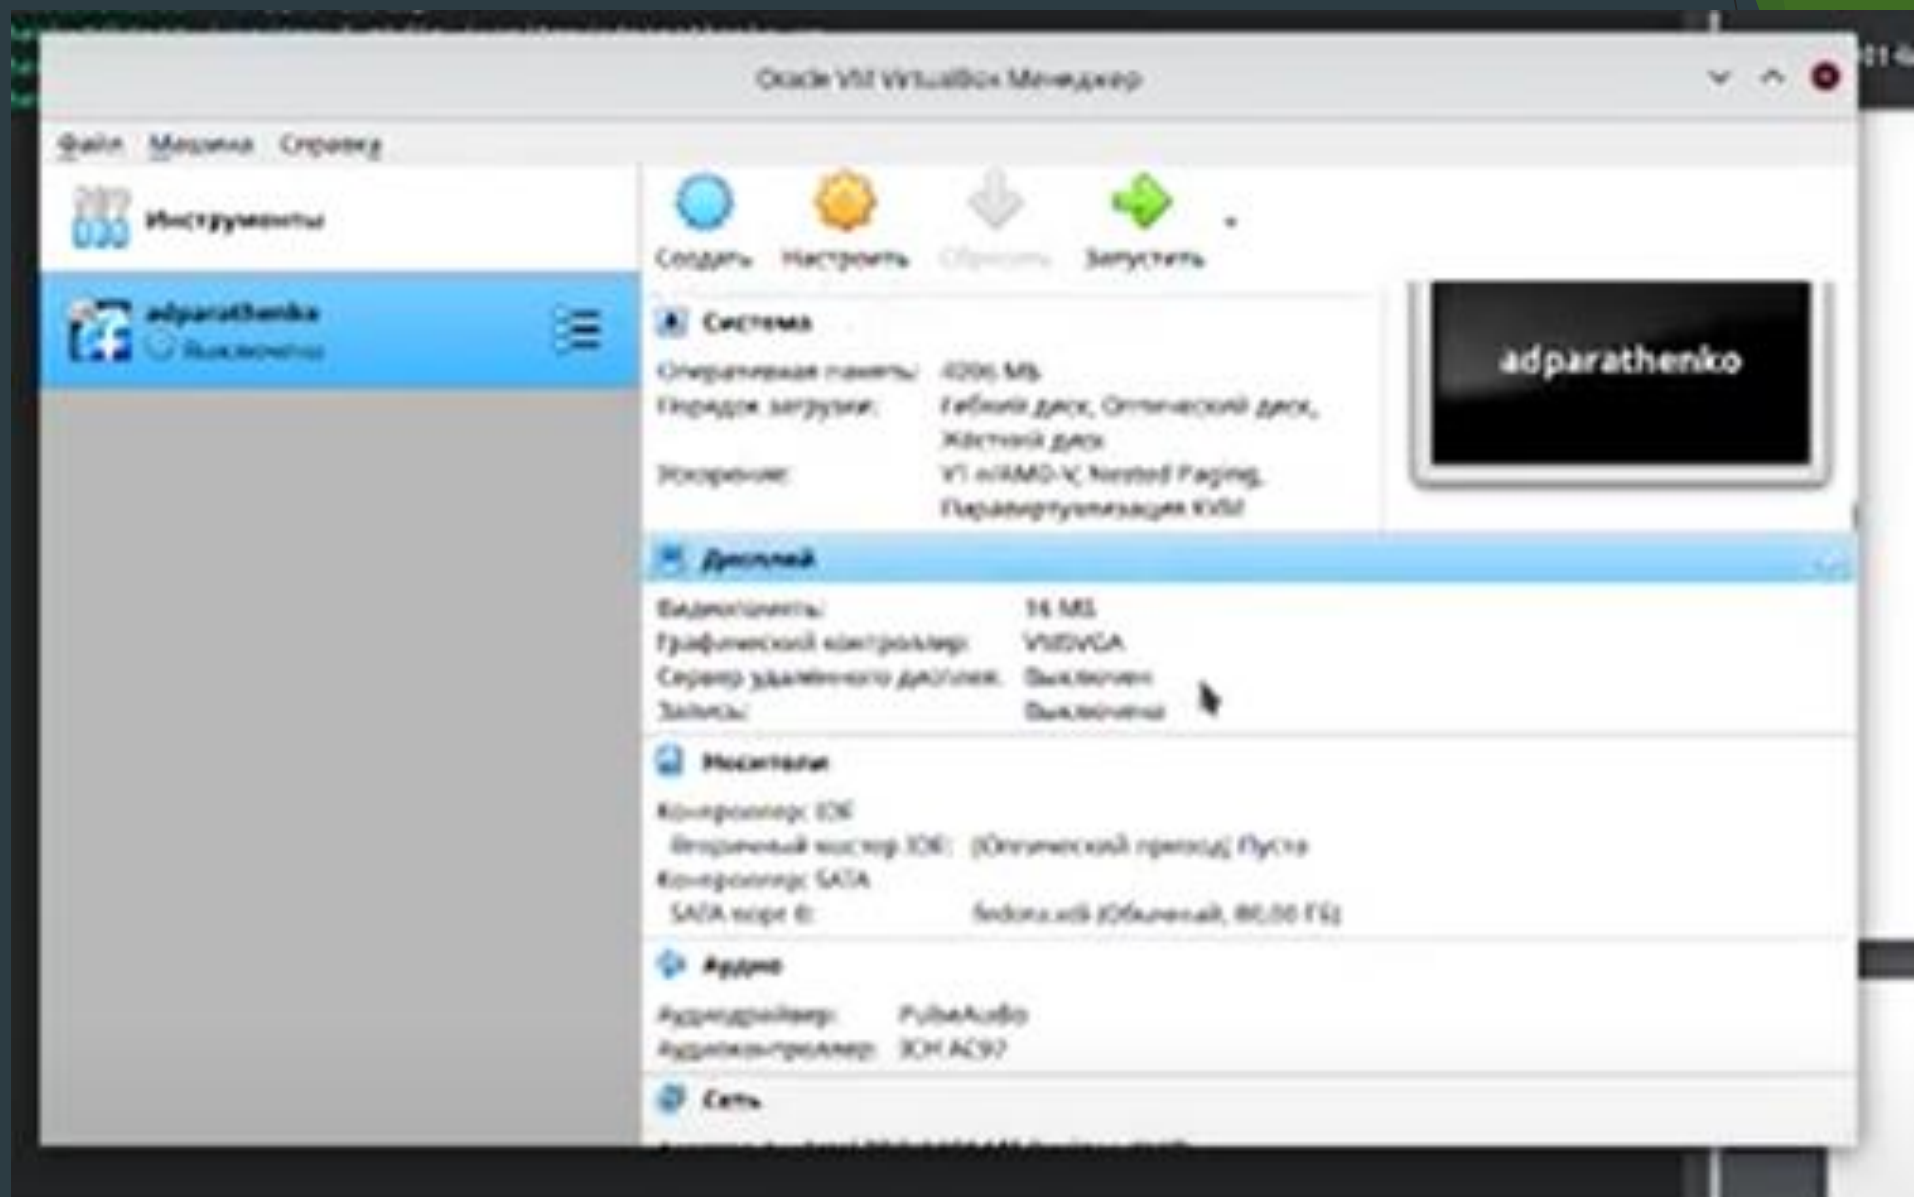 Oracle VM VirtualBox Менеджер
Файл Машина Справка
Инструменты
Создать Настроить Сбросить Запустить
adparathenko
Выключена
Система
Оперативная память: МБ
Порядок загрузки: Гибкий диск, Оптический диск,
Жёсткий диск
Ускорение: VT-x/AMD-V, Nested Paging,
Паравиртуализация KVM
adparathenko
Дисплей
Видеопамять: 16 МБ
Графический контроллер: VMSVGA
Сервер удалённого дисплея: Выключен
Запись: Выключена
Носители
Контроллер: IDE
Вторичный мастер IDE: [Оптический привод] Пуста
Контроллер: SATA
SATA порт 0: fedora.vdi (Обычный, 80,00 ГБ)
Аудио
Аудиодрайвер: PulseAudio
Аудиоконтроллер: ICH AC97
Сеть